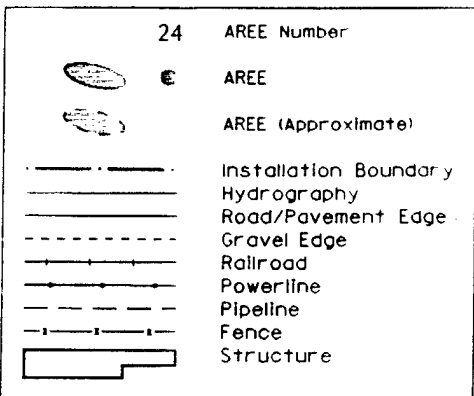 24 AREE Number
AREE
AREE (Approximate)
Installation Boundary
Hydrography
Road/Pavement Edge
Gravel Edge
Railroad
Powerline
Pipeline
Fence
Structure